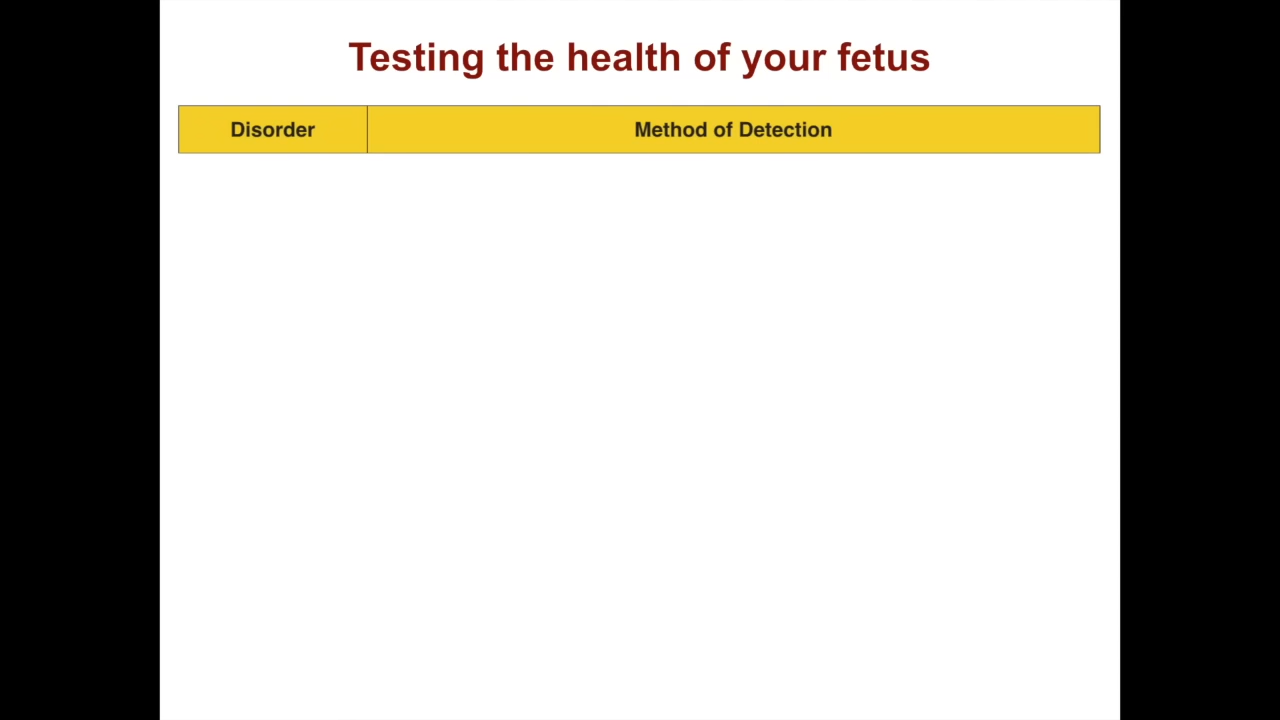 Testing the health of your fetus
Disorder
Method of Detection